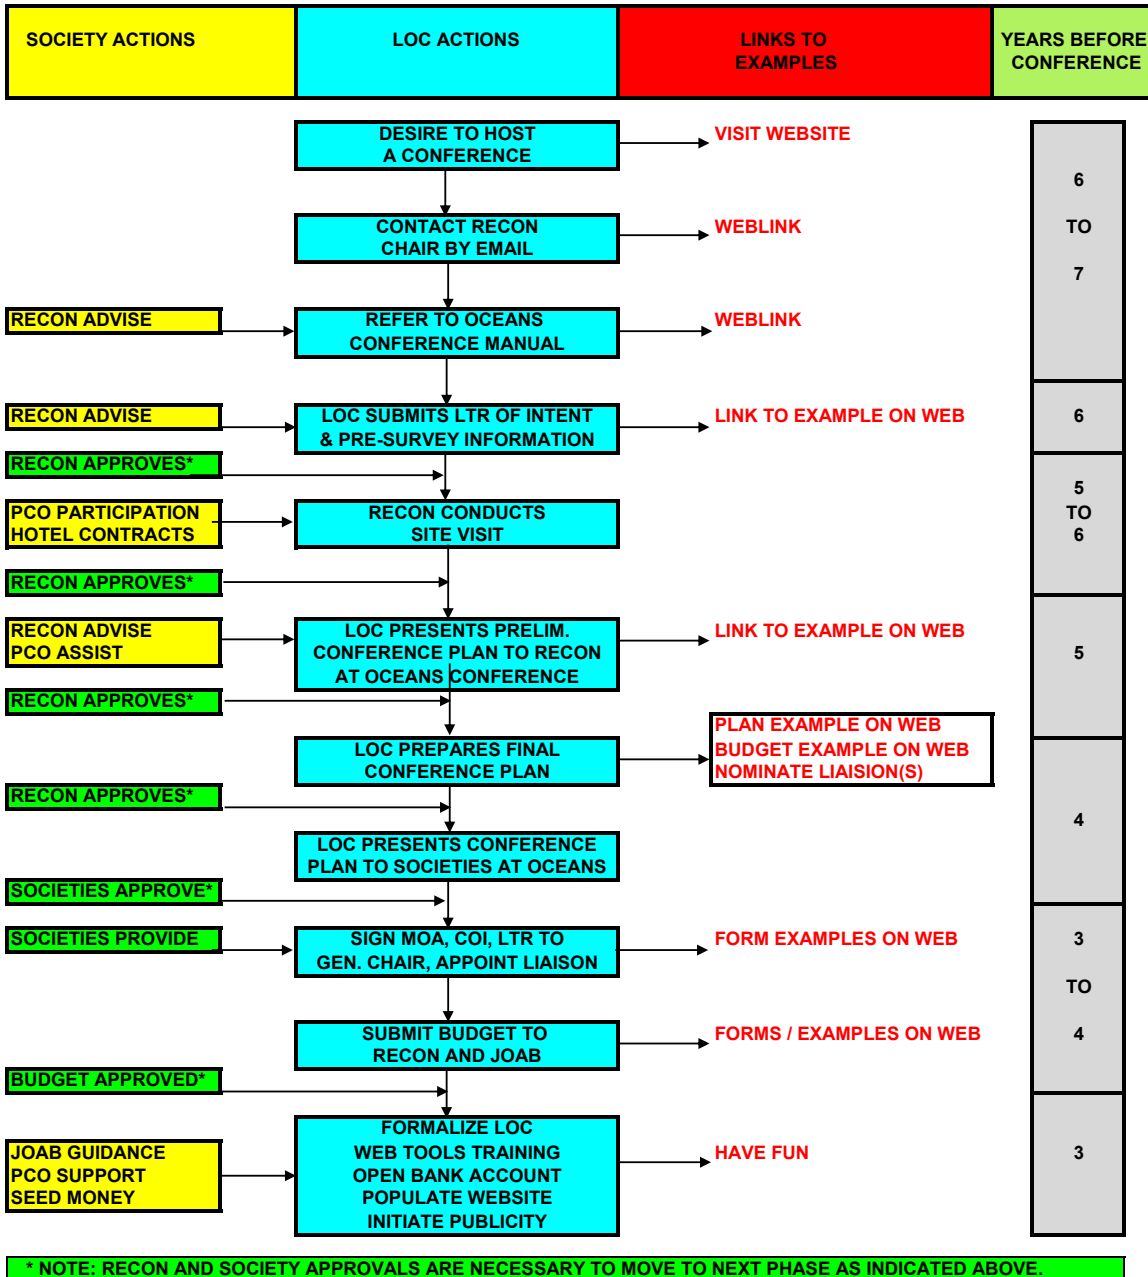 SOCIETY ACTIONS
LOC ACTIONS
LINKS TO
EXAMPLES
YEARS BEFORE
CONFERENCE
DESIRE TO HOST
A CONFERENCE
VISIT WEBSITE
6
TO
7
CONTACT RECON
CHAIR BY EMAIL
WEBLINK
RECON ADVISE
REFER TO OCEANS
CONFERENCE MANUAL
WEBLINK
RECON ADVISE
LOC SUBMITS LTR OF INTENT
& PRE-SURVEY INFORMATION
LINK TO EXAMPLE ON WEB
6
RECON APPROVES*
5
TO
6
PCO PARTICIPATION
HOTEL CONTRACTS
RECON CONDUCTS
SITE VISIT
RECON APPROVES*
RECON ADVISE
PCO ASSIST
LOC PRESENTS PRELIM.
CONFERENCE PLAN TO RECON
AT OCEANS CONFERENCE
LINK TO EXAMPLE ON WEB
5
RECON APPROVES*
LOC PREPARES FINAL
CONFERENCE PLAN
PLAN EXAMPLE ON WEB
BUDGET EXAMPLE ON WEB
NOMINATE LIAISION(S)
RECON APPROVES*
4
LOC PRESENTS CONFERENCE
PLAN TO SOCIETIES AT OCEANS
SOCIETIES APPROVE*
SOCIETIES PROVIDE
SIGN MOA, COI, LTR TO
GEN. CHAIR, APPOINT LIAISON
FORM EXAMPLES ON WEB
3
TO
4
SUBMIT BUDGET TO
RECON AND JOAB
FORMS / EXAMPLES ON WEB
BUDGET APPROVED*
JOAB GUIDANCE
PCO SUPPORT
SEED MONEY
FORMALIZE LOC
WEB TOOLS TRAINING
OPEN BANK ACCOUNT
POPULATE WEBSITE
INITIATE PUBLICITY
HAVE FUN
3
* NOTE: RECON AND SOCIETY APPROVALS ARE NECESSARY TO MOVE TO NEXT PHASE AS INDICATED ABOVE.